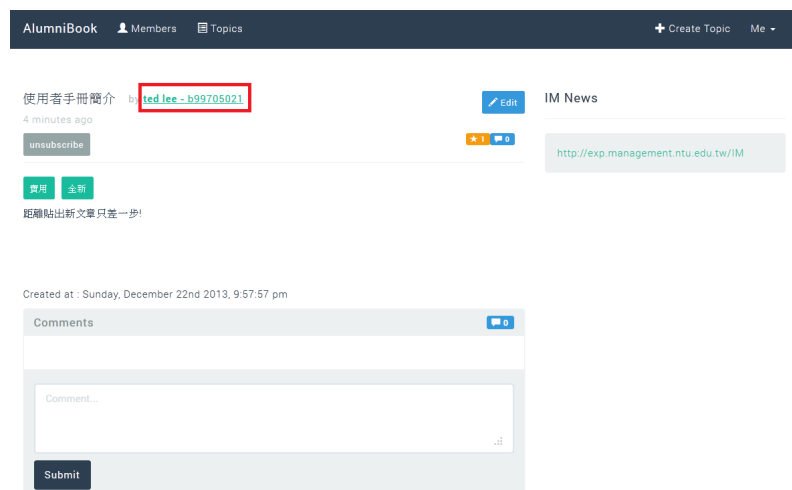 AlumniBook Members Topics Create Topic Me
使用者手冊簡介 by ted lee - b99705021 Edit
4 minutes ago
unsubscribe 1 0
實用 全新
距離貼出新文章只差一步!
Created at : Sunday, December 22nd 2013, 9:57:57 pm
Comments 0
Comment...
Submit
IM News
http://exp.management.ntu.edu.tw/IM